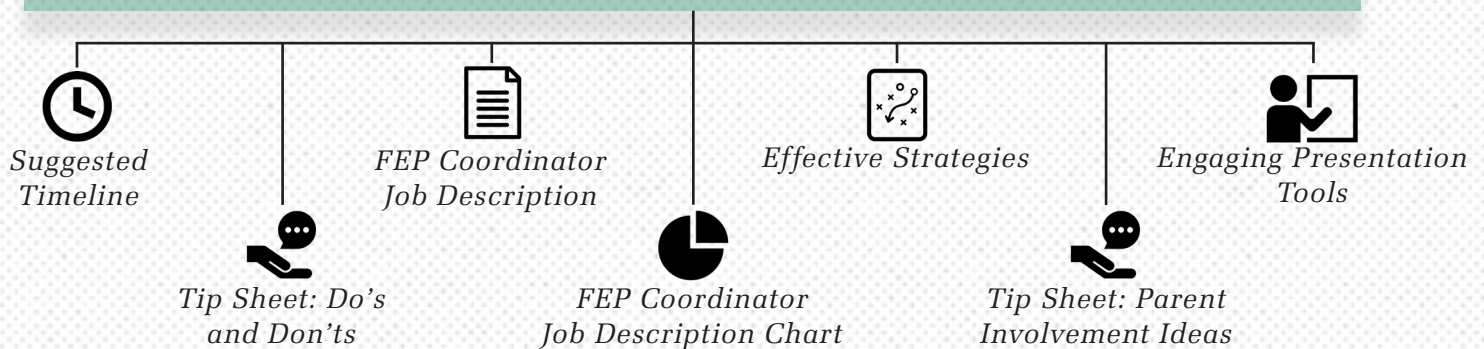 Suggested
Timeline
FEP Coordinator
Job Description
Effective Strategies
Engaging Presentation
Tools
Tip Sheet: Do’s
and Don’ts
FEP Coordinator
Job Description Chart
Tip Sheet: Parent
Involvement Ideas